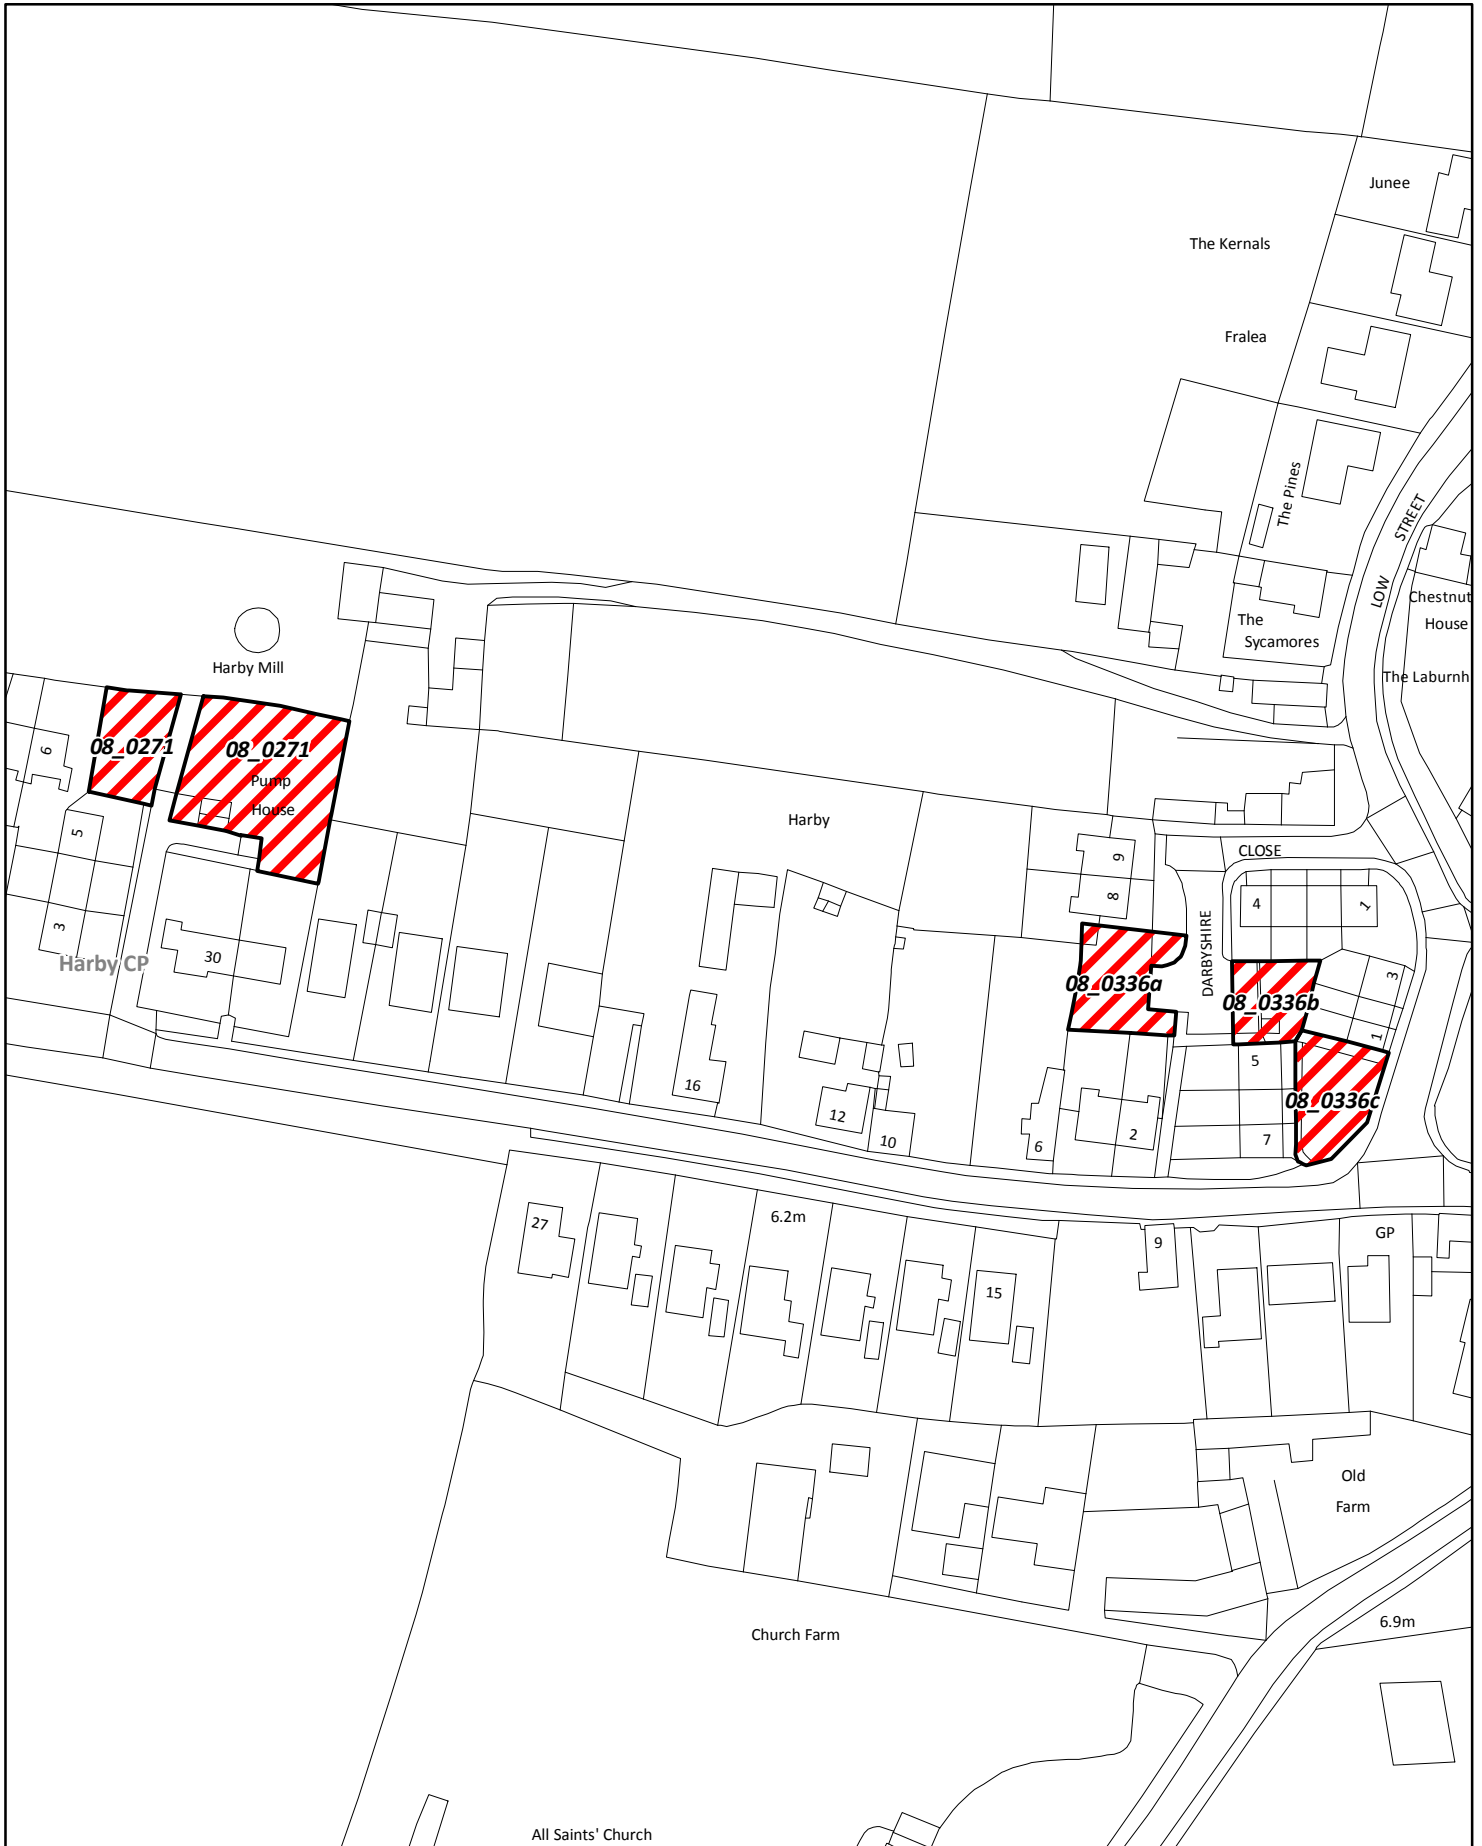 Junee
The Kernals
Fralea
The Pines
STREET
LOW
Chestnut
House
The
Sycamores
The Laburnh
Harby Mill
6
08_0271
08_0271
Pump
House
5
3
Harby CP
30
Harby
16
12
10
9
8
CLOSE
4
1
DARBYSHIRE
08_0336a
08_0336b
3
1
5
08_0336c
7
6
2
27
6.2m
15
9
GP
Old
Farm
Church Farm
6.9m
All Saints' Church